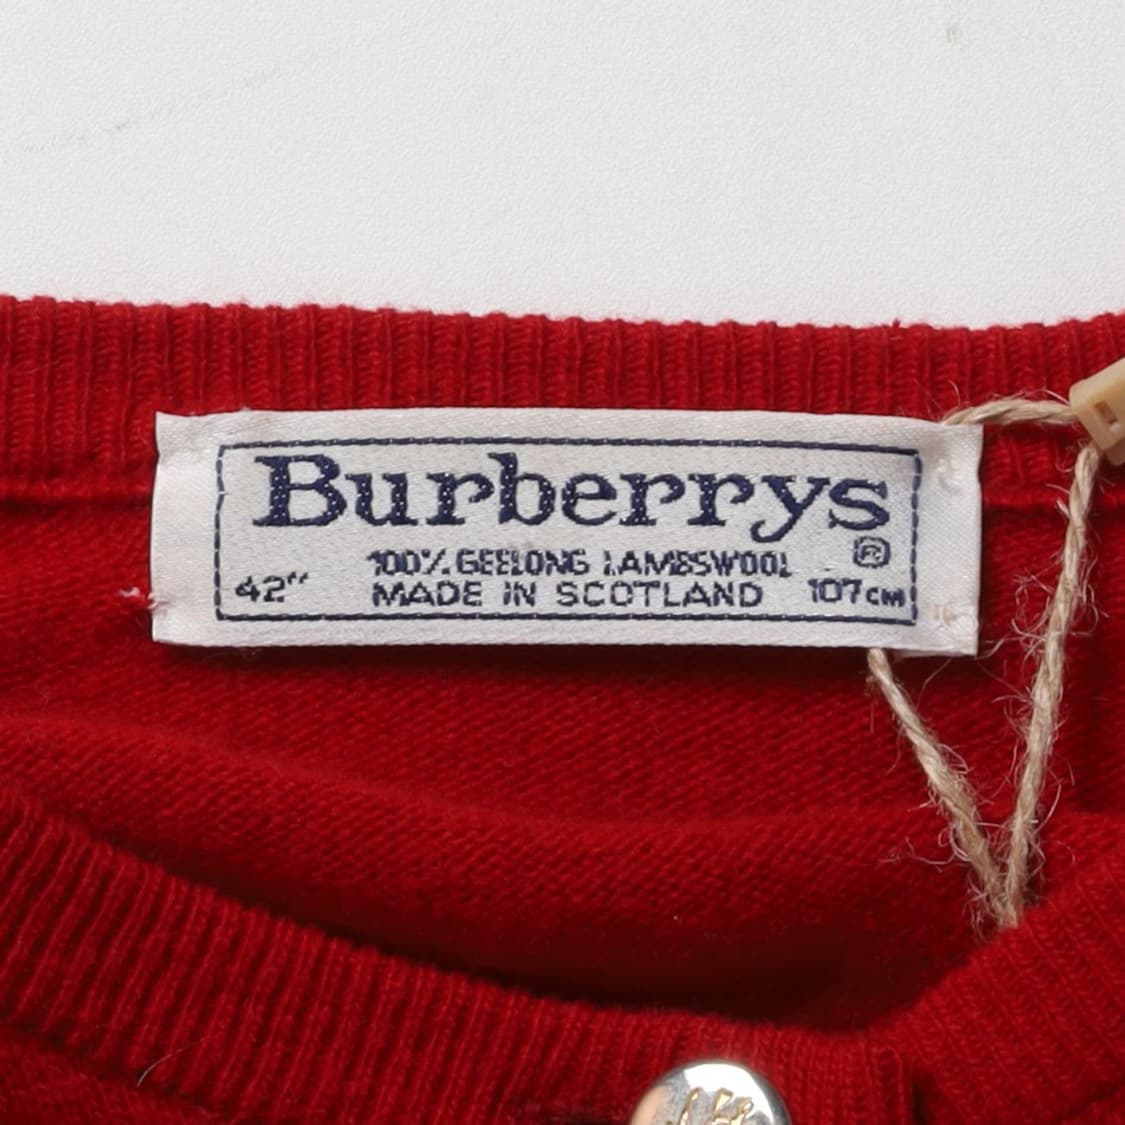 Burberrys
®
100% GEELONG LAMBSWOOL
42" MADE IN SCOTLAND 107CM